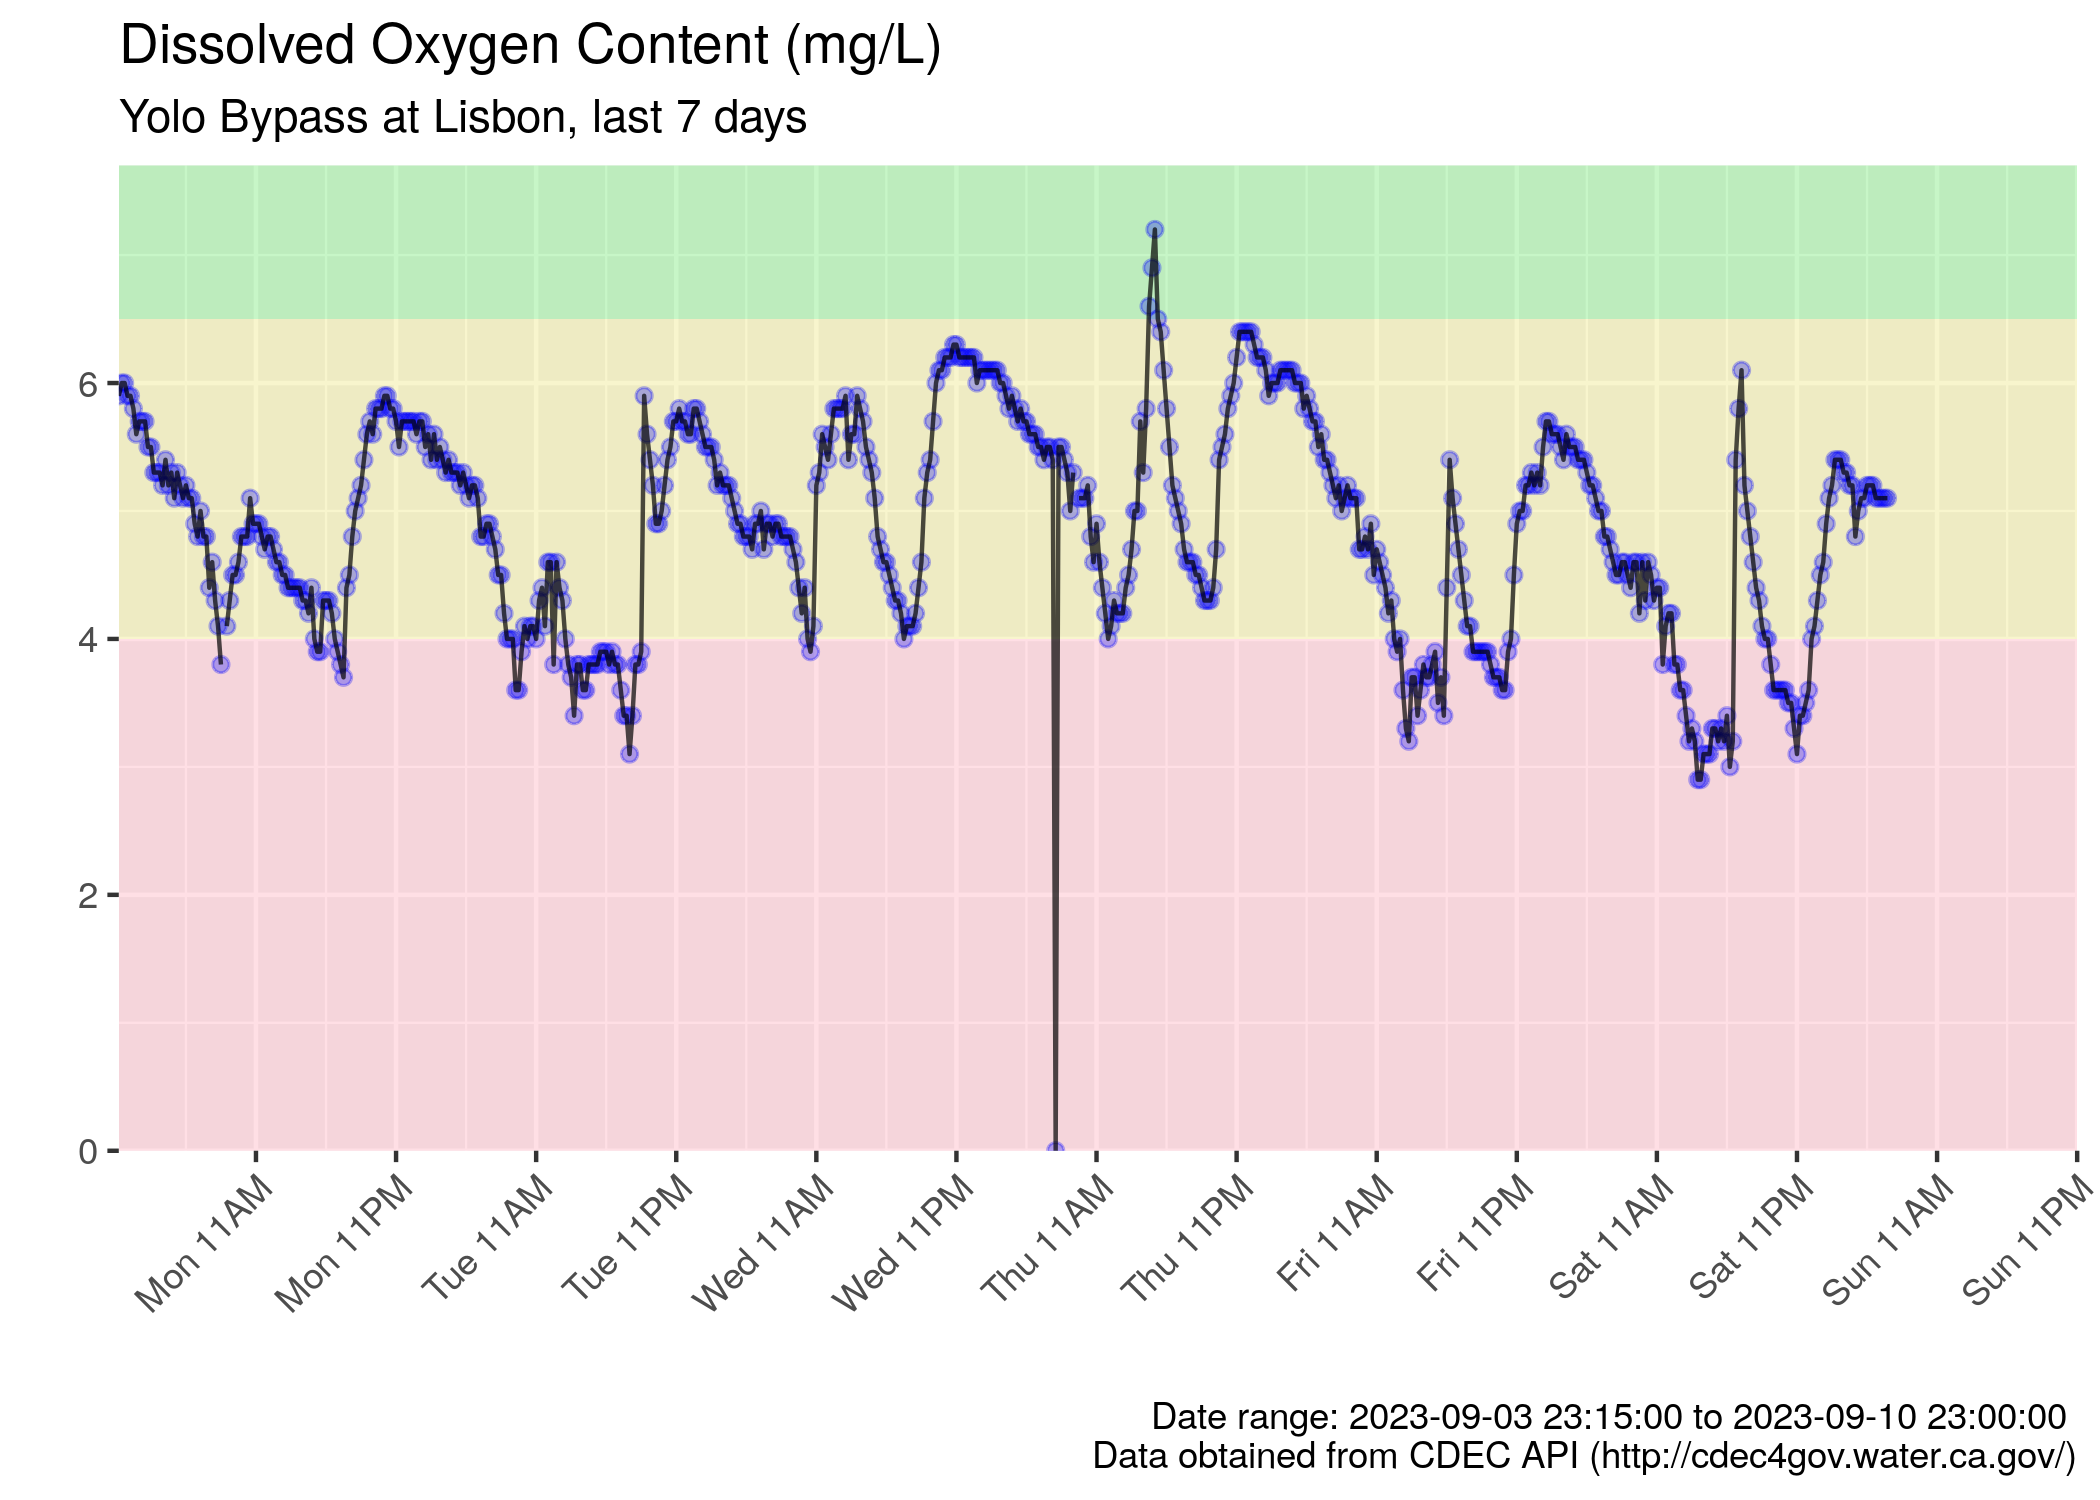 Dissolved Oxygen Content (mg/L)
Yolo Bypass at Lisbon, last 7 days
6
4
2
0
Mon 11AM
Mon 11PM
Tue 11AM
Tue 11PM
Wed 11AM
Wed 11PM
Thu 11AM
Thu 11PM
Fri 11AM
Fri 11PM
Sat 11AM
Sat 11PM
Sun 11AM
Sun 11PM
Date range: 2023-09-03 23:15:00 to 2023-09-10 23:00:00
Data obtained from CDEC API (http://cdec4gov.water.ca.gov/)